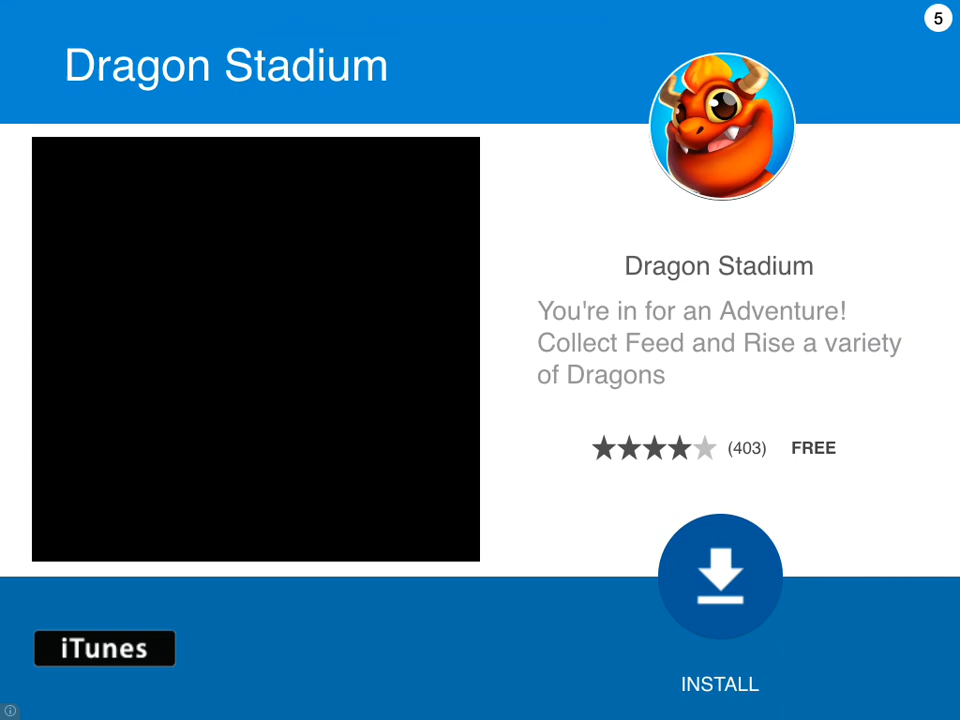 5
Dragon Stadium
Dragon Stadium
You're in for an Adventure!
Collect Feed and Rise a variety
of Dragons
(403) FREE
iTunes
INSTALL